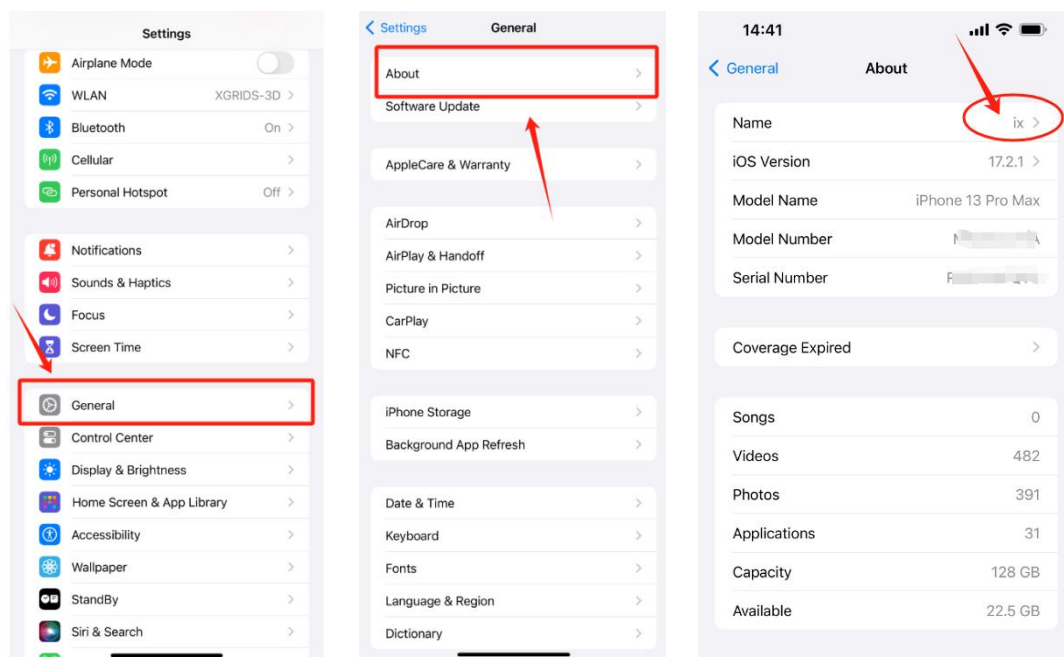 Settings
Airplane Mode
WLAN XGRIDS-3D
Bluetooth On
Cellular
Personal Hotspot Off
Notifications
Sounds & Haptics
Focus
Screen Time
General
Control Center
Display & Brightness
Home Screen & App Library
Accessibility
Wallpaper
StandBy
Siri & Search
Settings General
About
Software Update
AppleCare & Warranty
AirDrop
AirPlay & Handoff
Picture in Picture
CarPlay
NFC
iPhone Storage
Background App Refresh
Date & Time
Keyboard
Fonts
Language & Region
Dictionary
14:41
General About
Name ix
iOS Version 17.2.1
Model Name iPhone 13 Pro Max
Model Number
Serial Number
Coverage Expired
Songs 0
Videos 482
Photos 391
Applications 31
Capacity 128 GB
Available 22.5 GB